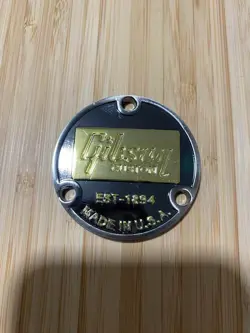 Gibson
CUSTOM
EST-1894
MADE IN U.S.A.